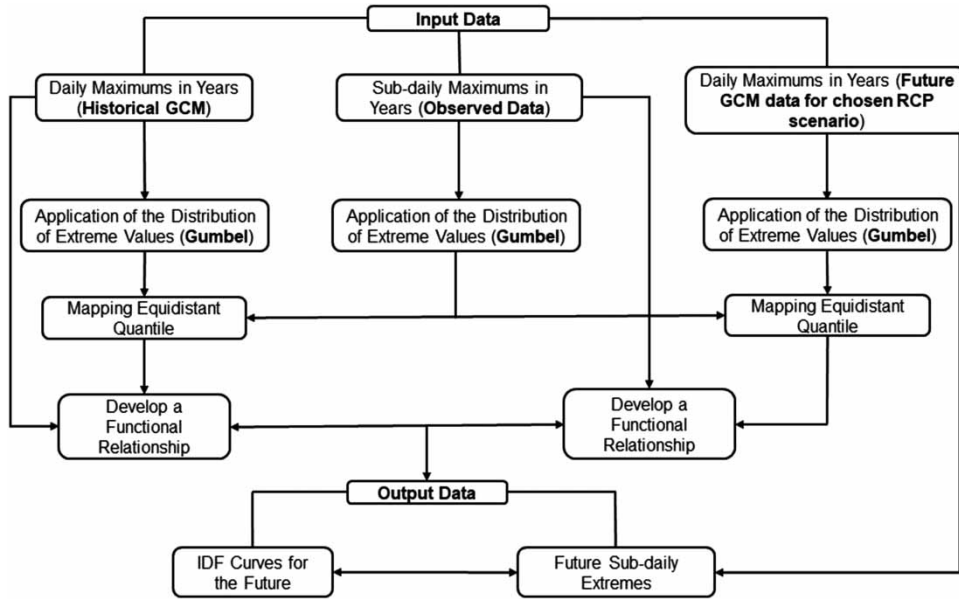 Input Data
Daily Maximums in Years
(Historical GCM)
Sub-daily Maximums in
Years (Observed Data)
Daily Maximums in Years (Future
GCM data for chosen RCP
scenario)
Application of the Distribution
of Extreme Values (Gumbel)
Application of the Distribution
of Extreme Values (Gumbel)
Application of the Distribution
of Extreme Values (Gumbel)
Mapping Equidistant
Quantile
Mapping Equidistant
Quantile
Develop a
Functional
Relationship
Develop a
Functional
Relationship
Output Data
IDF Curves for
the Future
Future Sub-daily
Extremes